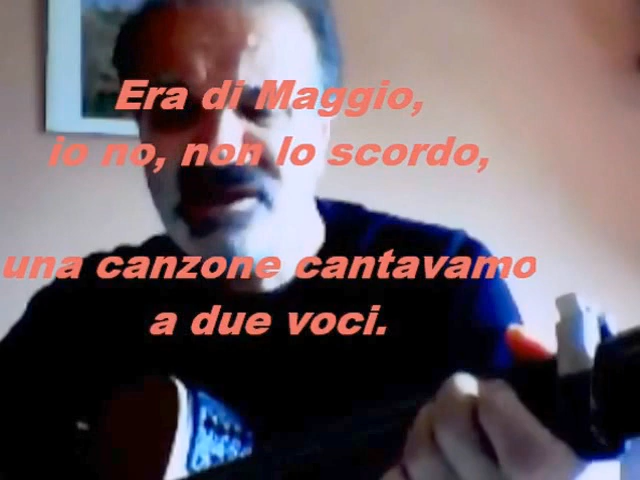 Era di Maggio,
io no, non lo scordo,
una canzone cantavamo
a due voci.